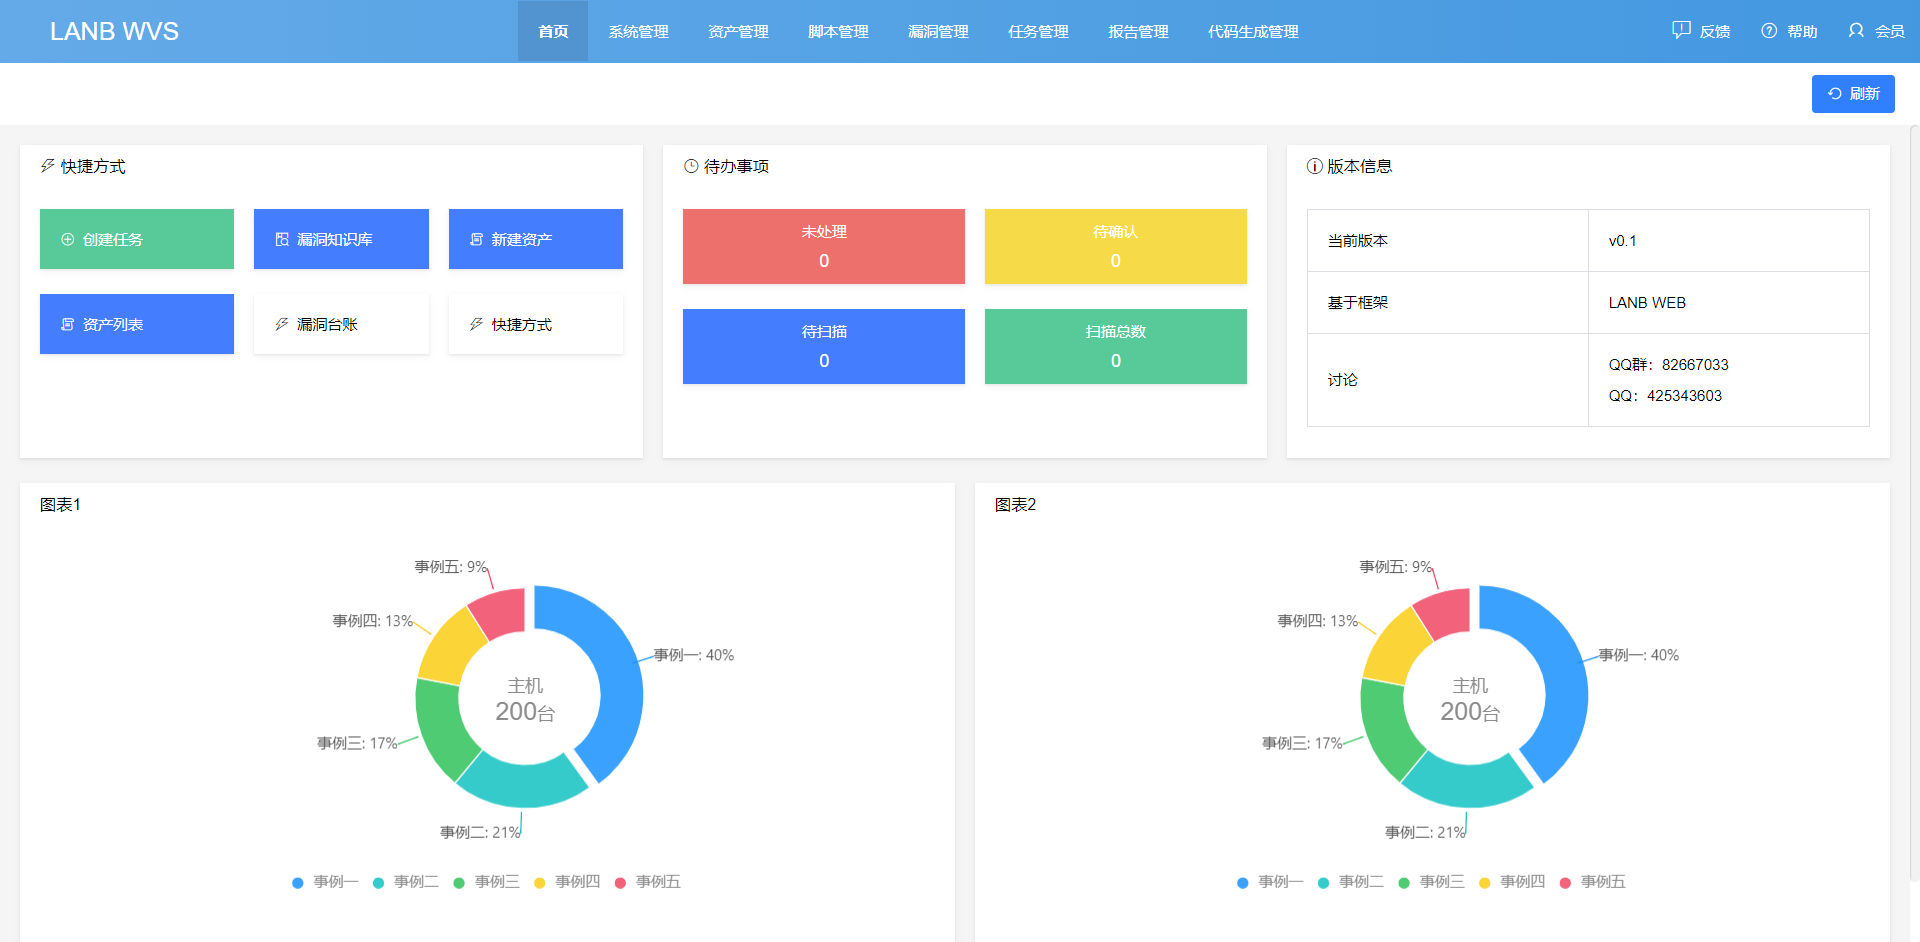 LANB WVS
首页 系统管理 资产管理 脚本管理 漏洞管理 任务管理 报告管理 代码生成管理
反馈 帮助 会员
刷新
快捷方式
创建任务 漏洞知识库 新建资产
资产列表 漏洞台账 快捷方式
待办事项
未处理 待确认
0 0
待扫描 扫描总数
0 0
版本信息
当前版本 v0.1
基于框架 LANB WEB
讨论 QQ群：82667033
QQ：425343603
图表1
事例五: 9%
事例四: 13%
事例一: 40%
主机
200台
事例三: 17%
事例二: 21%
事例一 事例二 事例三 事例四 事例五
图表2
事例五: 9%
事例四: 13%
事例一: 40%
主机
200台
事例三: 17%
事例二: 21%
事例一 事例二 事例三 事例四 事例五